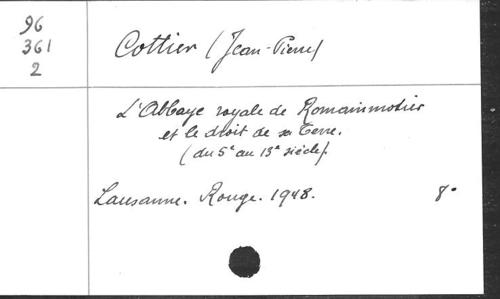 96
361
2
Cottier (Jean-Pierre)
L'Abbaye royale de Romainmotier
et le droit de sa terre.
(du 5e au 13e siècle).
Lausanne. Rouge. 1948. 8°